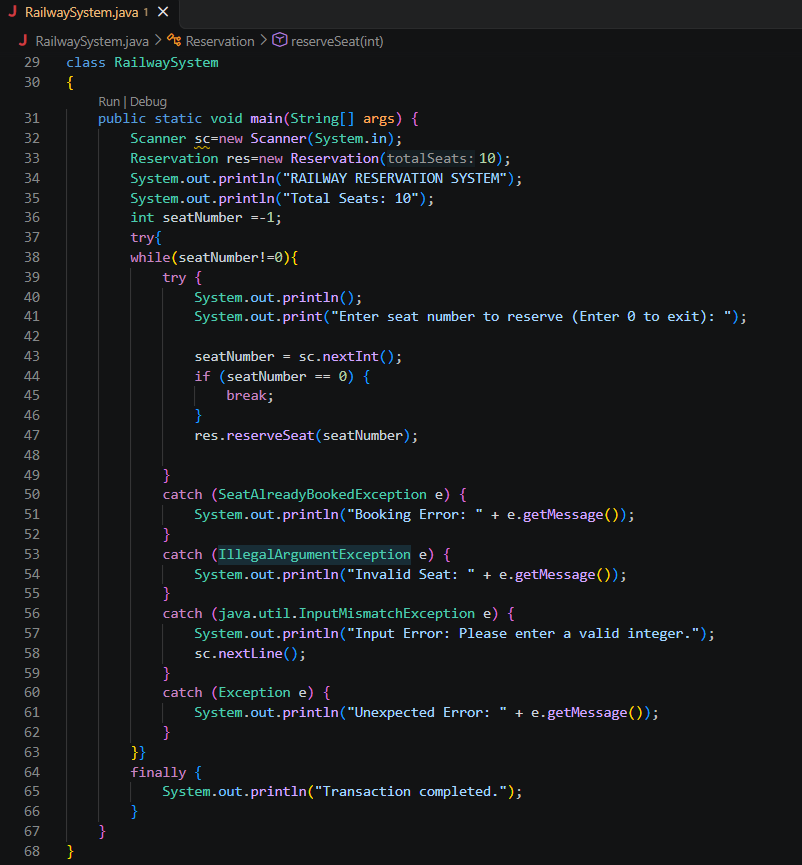 RailwaySystem.java 1 ×
RailwaySystem.java > Reservation > reserveSeat(int)
29 class RailwaySystem
30 {
Run | Debug
31 public static void main(String[] args) {
32 Scanner sc=new Scanner(System.in);
33 Reservation res=new Reservation(totalSeats: 10);
34 System.out.println("RAILWAY RESERVATION SYSTEM");
35 System.out.println("Total Seats: 10");
36 int seatNumber =-1;
37 try{
38 while(seatNumber!=0){
39 try {
40 System.out.println();
41 System.out.print("Enter seat number to reserve (Enter 0 to exit): ");
42
43 seatNumber = sc.nextInt();
44 if (seatNumber == 0) {
45 break;
46 }
47 res.reserveSeat(seatNumber);
48
49 }
50 catch (SeatAlreadyBookedException e) {
51 System.out.println("Booking Error: " + e.getMessage());
52 }
53 catch (IllegalArgumentException e) {
54 System.out.println("Invalid Seat: " + e.getMessage());
55 }
56 catch (java.util.InputMismatchException e) {
57 System.out.println("Input Error: Please enter a valid integer.");
58 sc.nextLine();
59 }
60 catch (Exception e) {
61 System.out.println("Unexpected Error: " + e.getMessage());
62 }
63 }}
64 finally {
65 System.out.println("Transaction completed.");
66 }
67 }
68 }